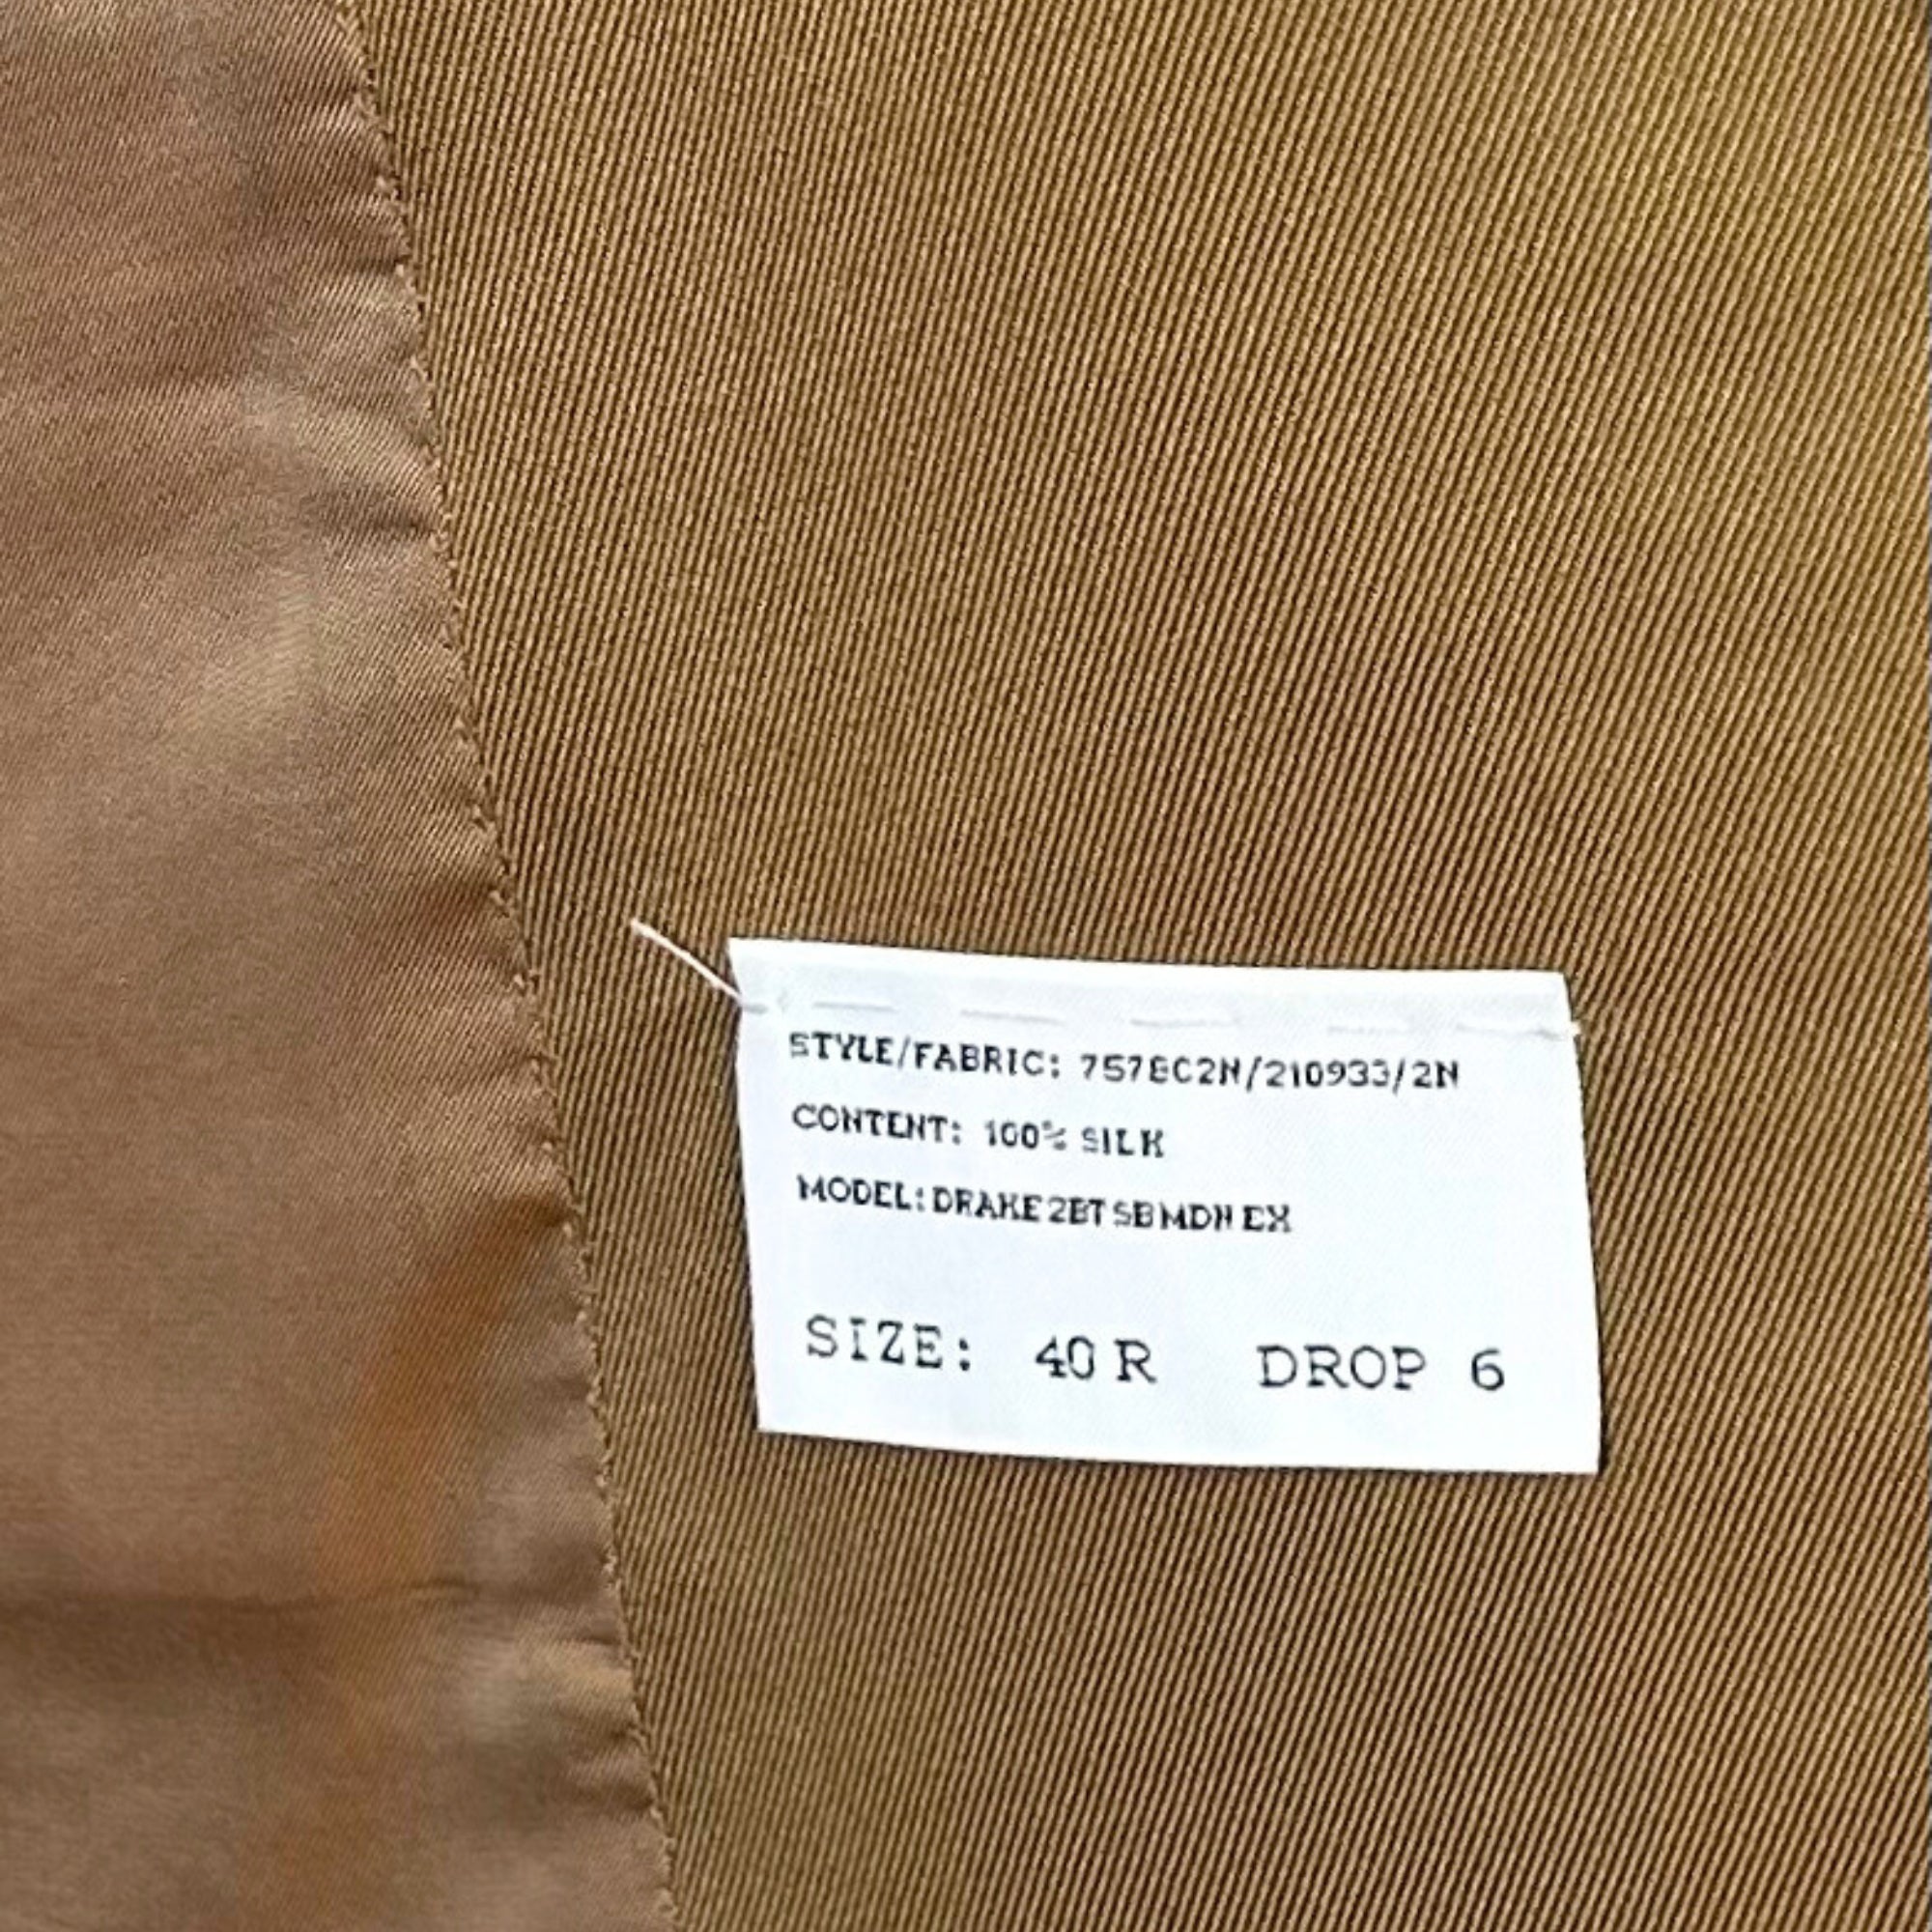 STYLE/FABRIC: 7578C2N/210933/2N
CONTENT: 100% SILK
MODEL: DRAKE 2BT SB MDN EX
SIZE: 40 R DROP 6